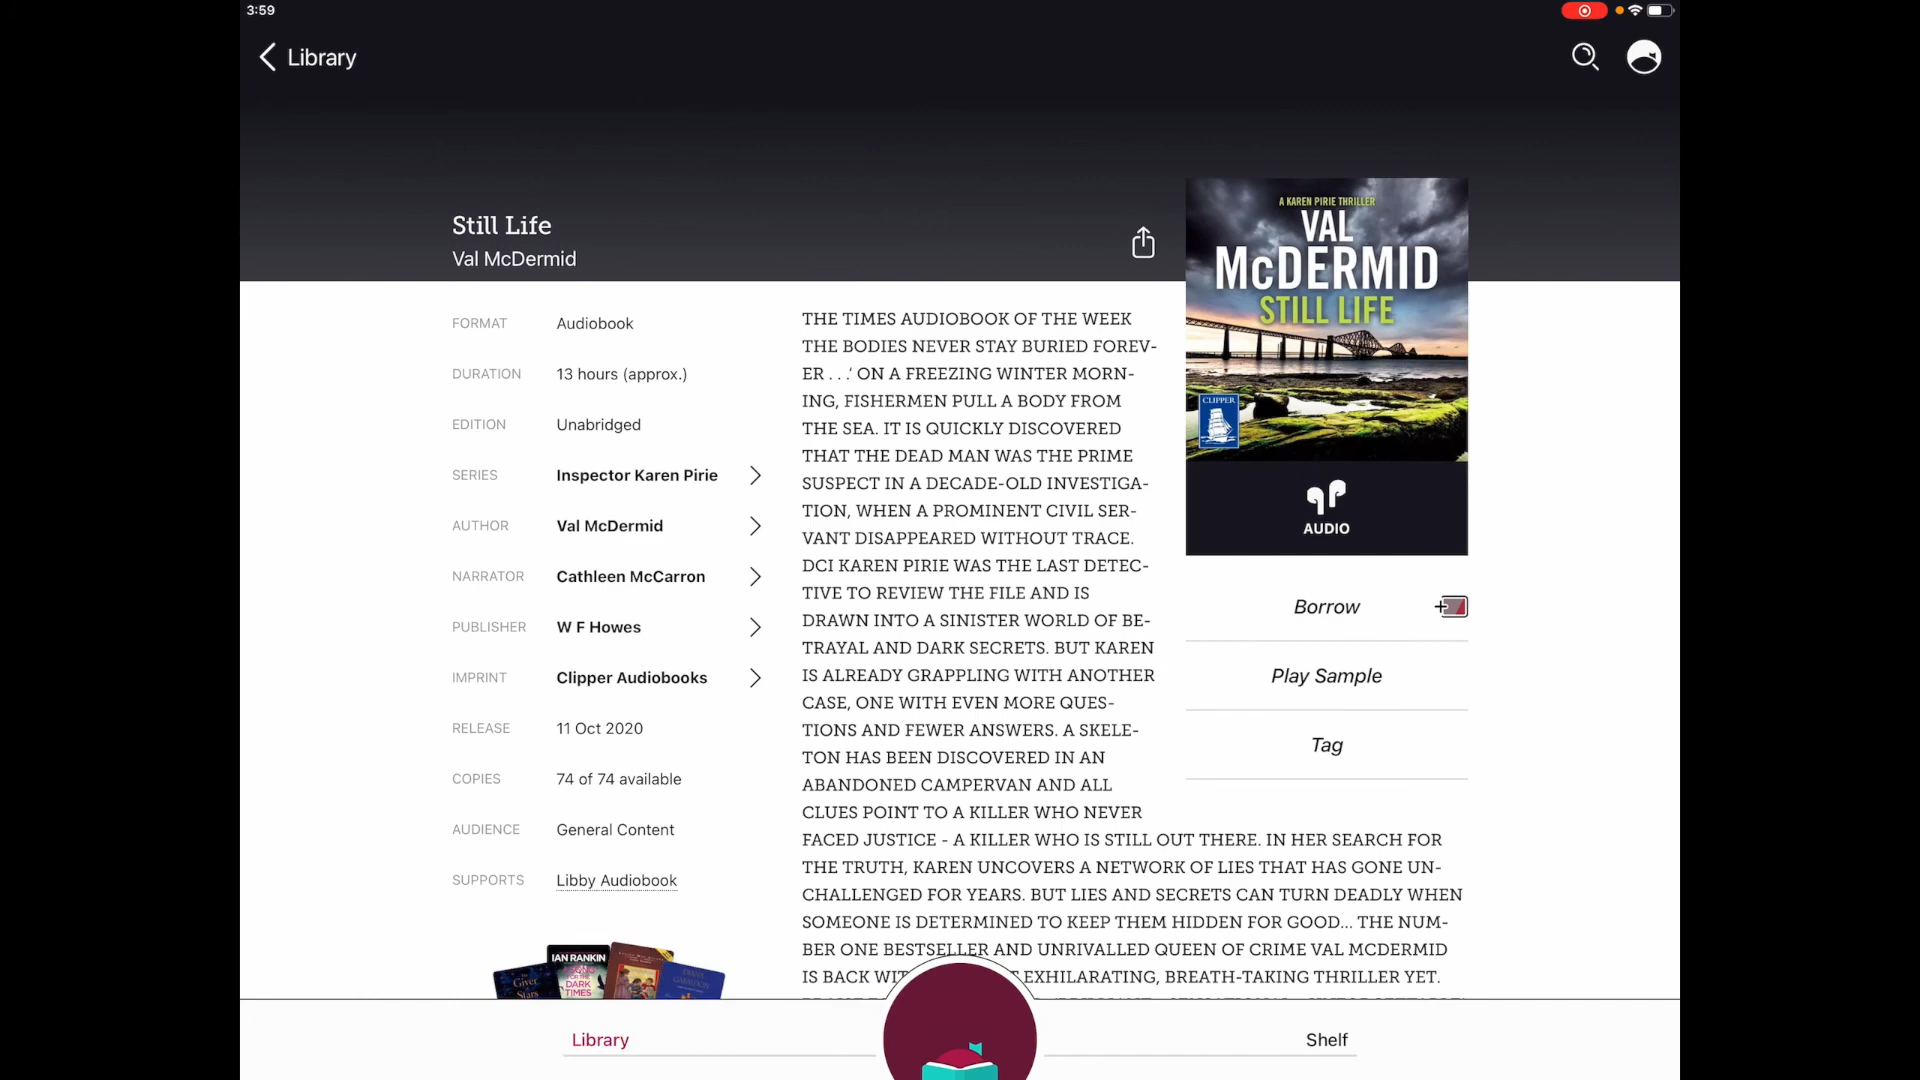 3:59
Library
Still Life
Val McDermid
A KAREN PIRIE THRILLER
VAL
McDERMID
STILL LIFE
CLIPPER
AUDIO
FORMAT Audiobook
DURATION 13 hours (approx.)
EDITION Unabridged
SERIES Inspector Karen Pirie
AUTHOR Val McDermid
NARRATOR Cathleen McCarron
PUBLISHER W F Howes
IMPRINT Clipper Audiobooks
RELEASE 11 Oct 2020
COPIES 74 of 74 available
AUDIENCE General Content
SUPPORTS Libby Audiobook
THE TIMES AUDIOBOOK OF THE WEEK
THE BODIES NEVER STAY BURIED FOREV-
ER . . .' ON A FREEZING WINTER MORN-
ING, FISHERMEN PULL A BODY FROM
THE SEA. IT IS QUICKLY DISCOVERED
THAT THE DEAD MAN WAS THE PRIME
SUSPECT IN A DECADE-OLD INVESTIGA-
TION, WHEN A PROMINENT CIVIL SER-
VANT DISAPPEARED WITHOUT TRACE.
DCI KAREN PIRIE WAS THE LAST DETEC-
TIVE TO REVIEW THE FILE AND IS
DRAWN INTO A SINISTER WORLD OF BE-
TRAYAL AND DARK SECRETS. BUT KAREN
IS ALREADY GRAPPLING WITH ANOTHER
CASE, ONE WITH EVEN MORE QUES-
TIONS AND FEWER ANSWERS. A SKELE-
TON HAS BEEN DISCOVERED IN AN
ABANDONED CAMPERVAN AND ALL
CLUES POINT TO A KILLER WHO NEVER
FACED JUSTICE - A KILLER WHO IS STILL OUT THERE. IN HER SEARCH FOR
THE TRUTH, KAREN UNCOVERS A NETWORK OF LIES THAT HAS GONE UN-
CHALLENGED FOR YEARS. BUT LIES AND SECRETS CAN TURN DEADLY WHEN
SOMEONE IS DETERMINED TO KEEP THEM HIDDEN FOR GOOD... THE NUM-
BER ONE BESTSELLER AND UNRIVALLED QUEEN OF CRIME VAL MCDERMID
IS BACK EXHILARATING, BREATH-TAKING THRILLER YET.
Borrow
Play Sample
Tag
The
Giver
of
Stars
IAN RANKIN
DARK
TIMES
DIANA
Library
Shelf